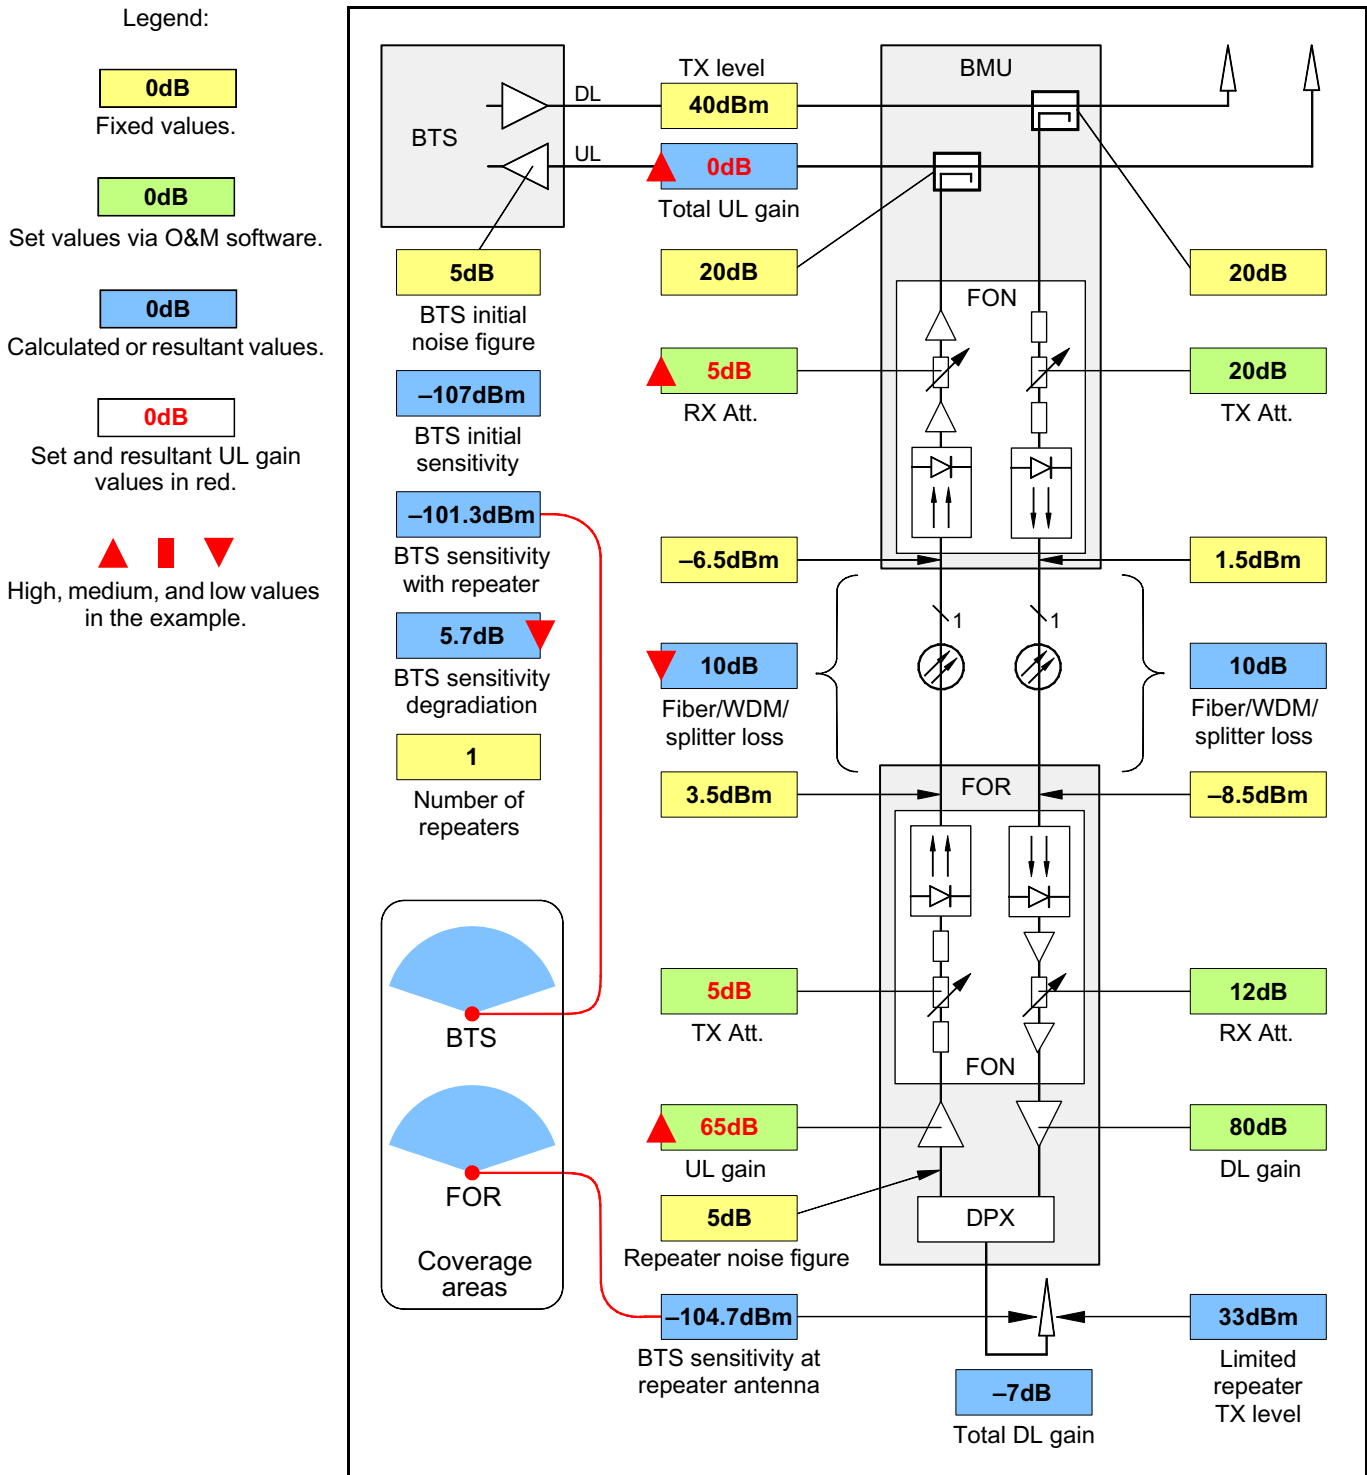 Legend:
0dB
Fixed values.
0dB
Set values via O&M software.
0dB
Calculated or resultant values.
0dB
Set and resultant UL gain
values in red.
High, medium, and low values
in the example.
BTS
DL
UL
TX level
40dBm
0dB
Total UL gain
BMU
5dB
BTS initial
noise figure
–107dBm
BTS initial
sensitivity
–101.3dBm
BTS sensitivity
with repeater
5.7dB
BTS sensitivity
degradiation
1
Number of
repeaters
20dB
20dB
FON
5dB
RX Att.
20dB
TX Att.
–6.5dBm
1.5dBm
1
1
10dB
Fiber/WDM/
splitter loss
10dB
Fiber/WDM/
splitter loss
3.5dBm
FOR
–8.5dBm
5dB
TX Att.
12dB
RX Att.
FON
65dB
UL gain
80dB
DL gain
5dB
Repeater noise figure
DPX
BTS
FOR
Coverage
areas
–104.7dBm
BTS sensitivity at
repeater antenna
33dBm
Limited
repeater
TX level
–7dB
Total DL gain